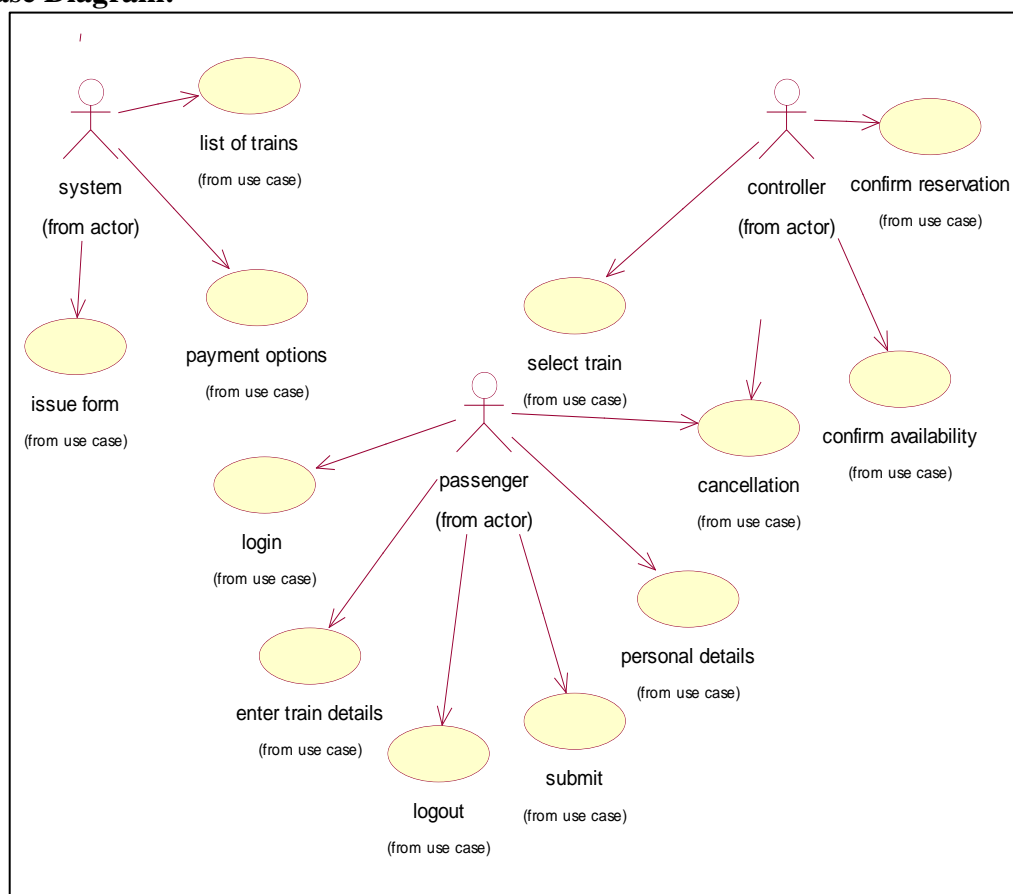 ase Diagram:
list of trains
(from use case)
system
(from actor)
controller
(from actor)
confirm reservation
(from use case)
payment options
(from use case)
select train
(from use case)
issue form
(from use case)
confirm availability
(from use case)
passenger
(from actor)
cancellation
(from use case)
login
(from use case)
personal details
(from use case)
enter train details
(from use case)
submit
(from use case)
logout
(from use case)